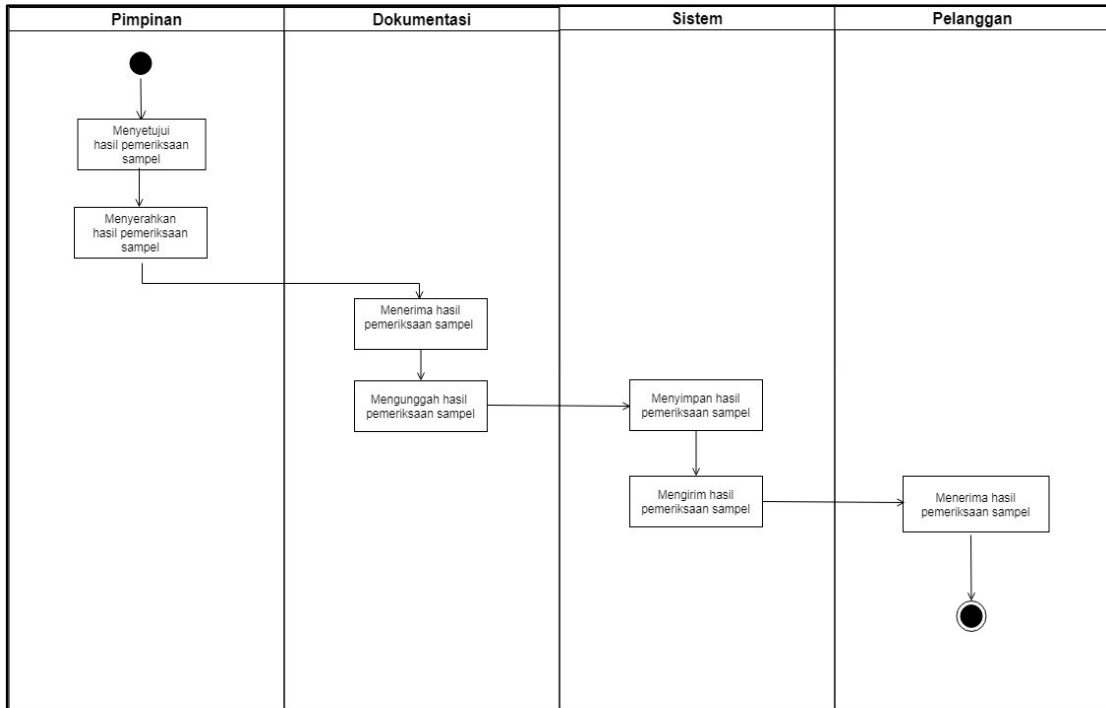 Pimpinan
Dokumentasi
Sistem
Pelanggan
Menyetujui
hasil pemeriksaan
sampel
Menyerahkan
hasil pemeriksaan
sampel
Menerima hasil
pemeriksaan sampel
Mengunggah hasil
pemeriksaan sampel
Menyimpan hasil
pemeriksaan sampel
Mengirim hasil
pemeriksaan sampel
Menerima hasil
pemeriksaan sampel